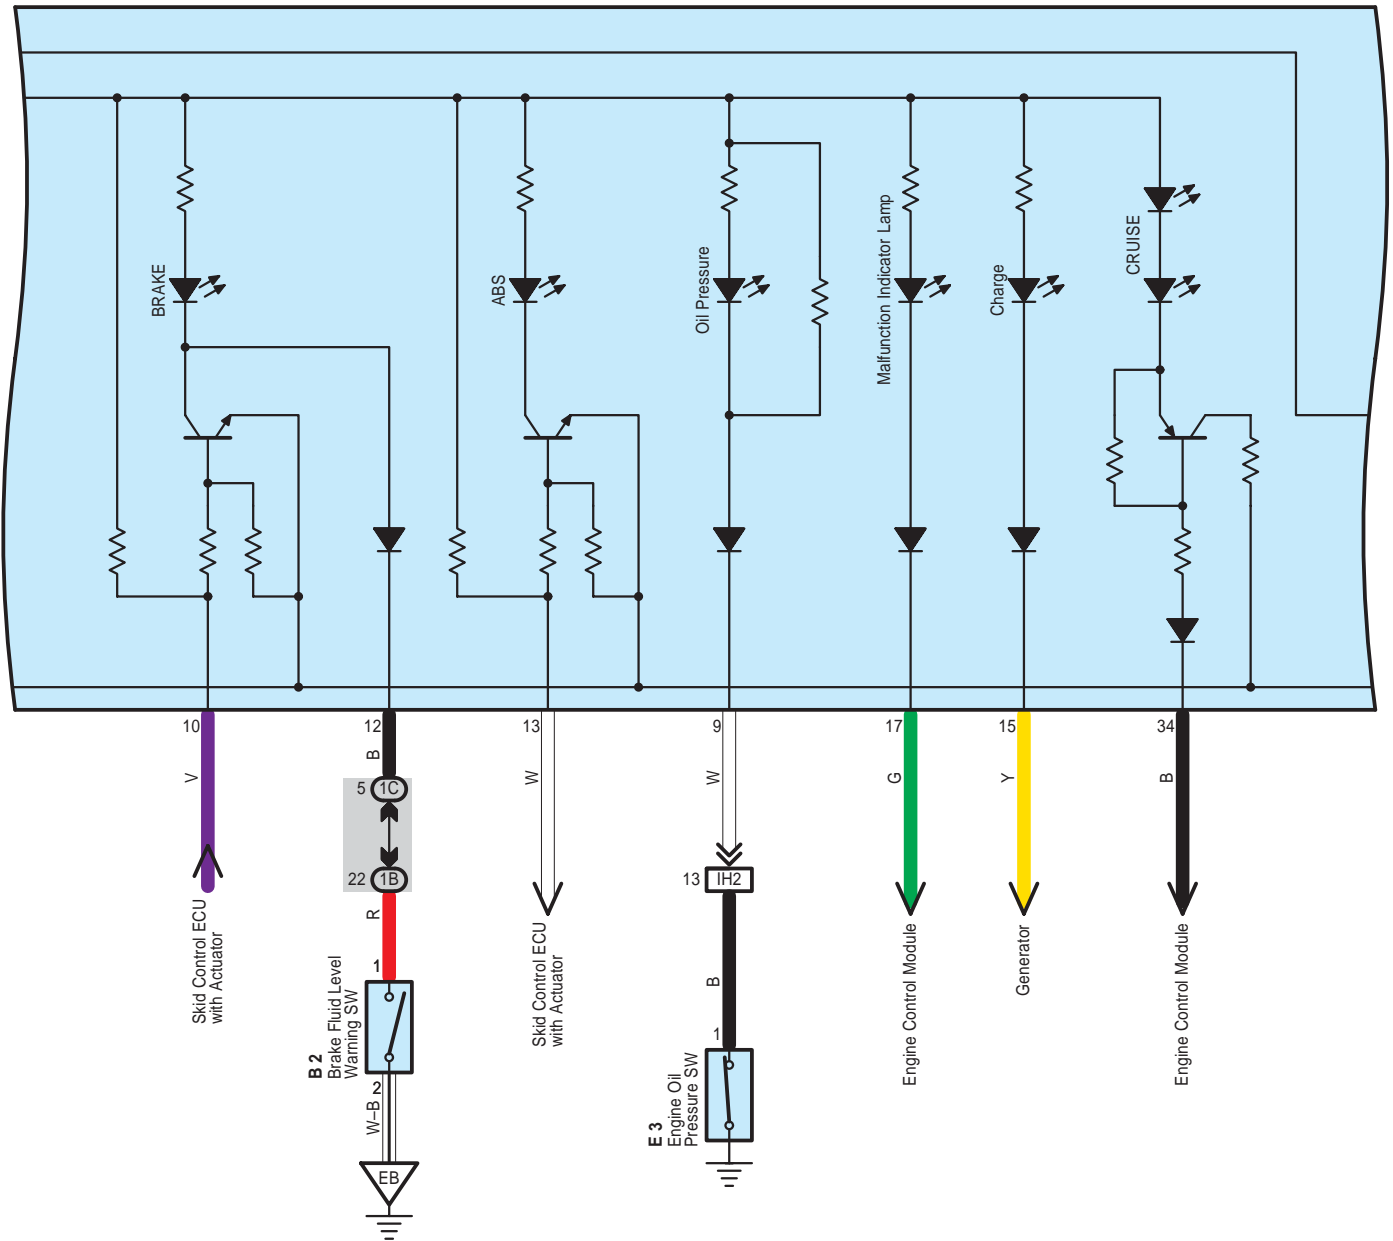 BRAKE
ABS
Oil Pressure
Malfunction Indicator Lamp
Charge
CRUISE
10
12
13
9
17
15
34
V
B
W
W
G
Y
B
5
1C
22
1B
13
IH2
R
B
1
1
Skid Control ECU
with Actuator
B 2
Brake Fluid Level
Warning SW
Skid Control ECU
with Actuator
E 3
Engine Oil
Pressure SW
Engine Control Module
Generator
Engine Control Module
2
W–B
EB